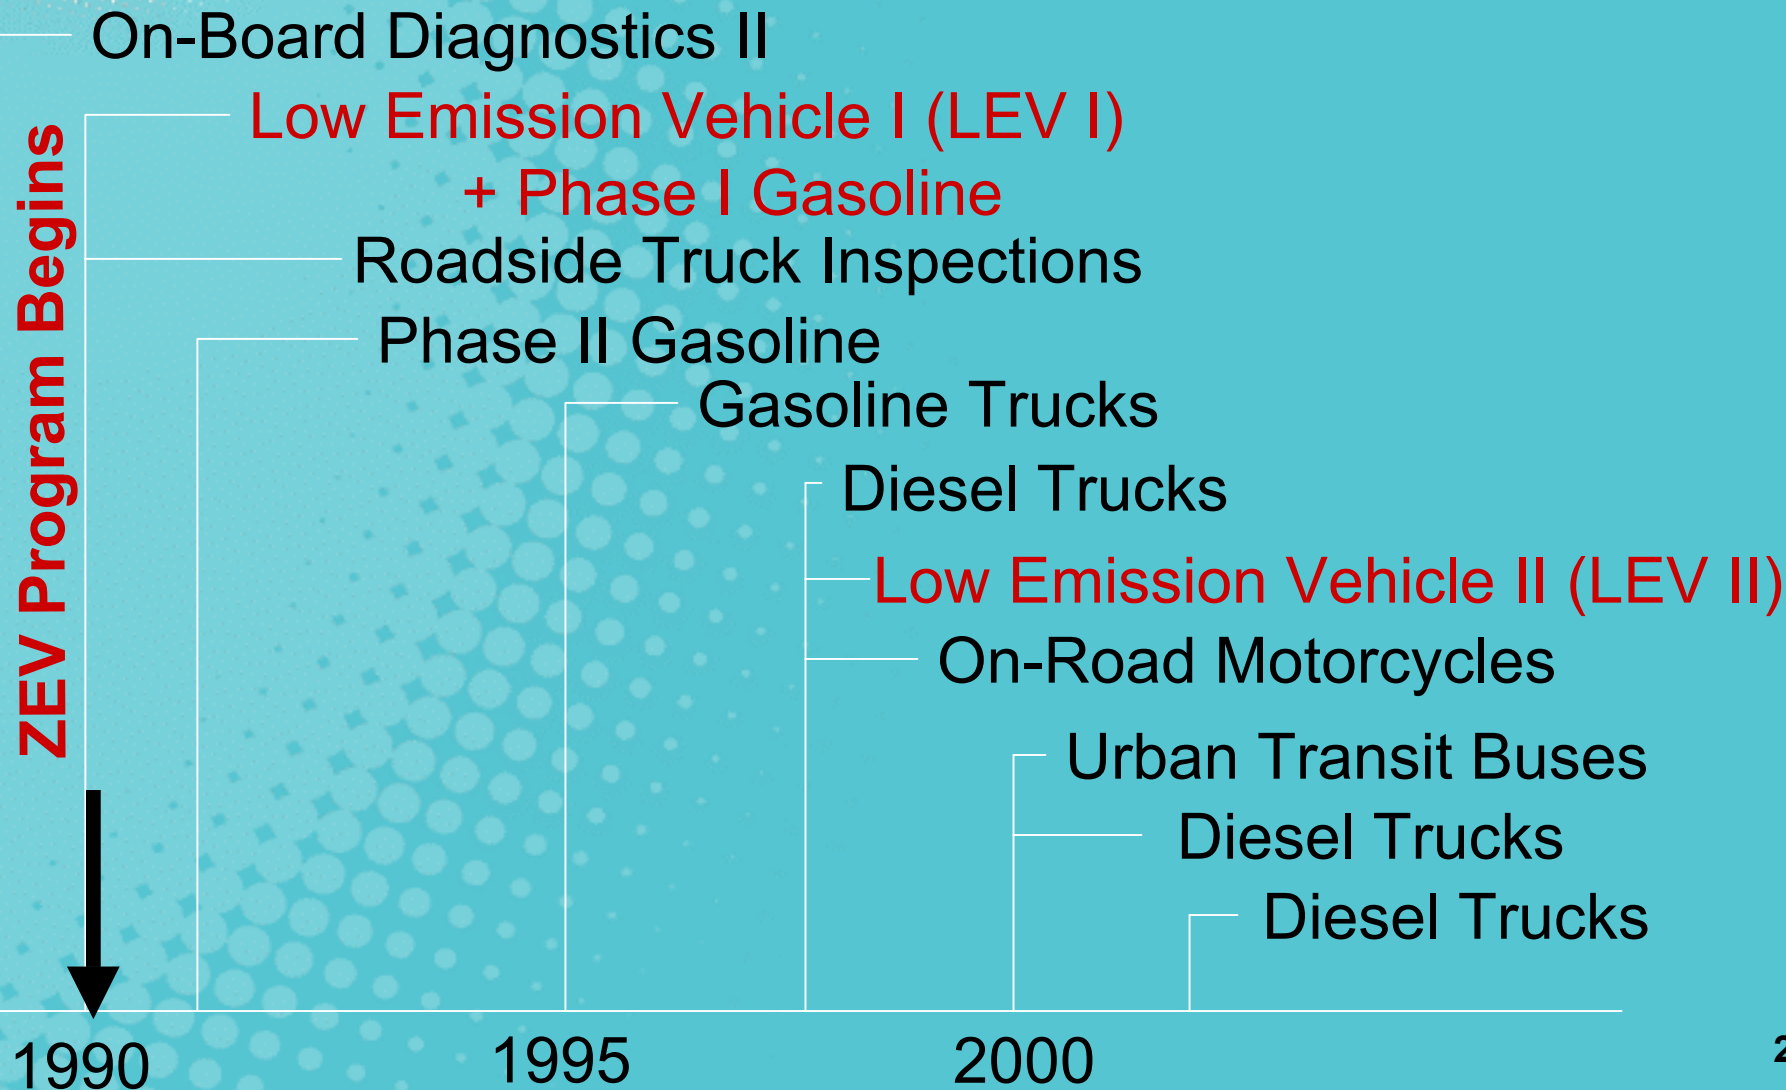 On-Board Diagnostics II
Low Emission Vehicle I (LEV I)
+ Phase I Gasoline
Roadside Truck Inspections
Phase II Gasoline
Gasoline Trucks
Diesel Trucks
Low Emission Vehicle II (LEV II)
On-Road Motorcycles
Urban Transit Buses
Diesel Trucks
Diesel Trucks
ZEV Program Begins
1990
1995
2000
2